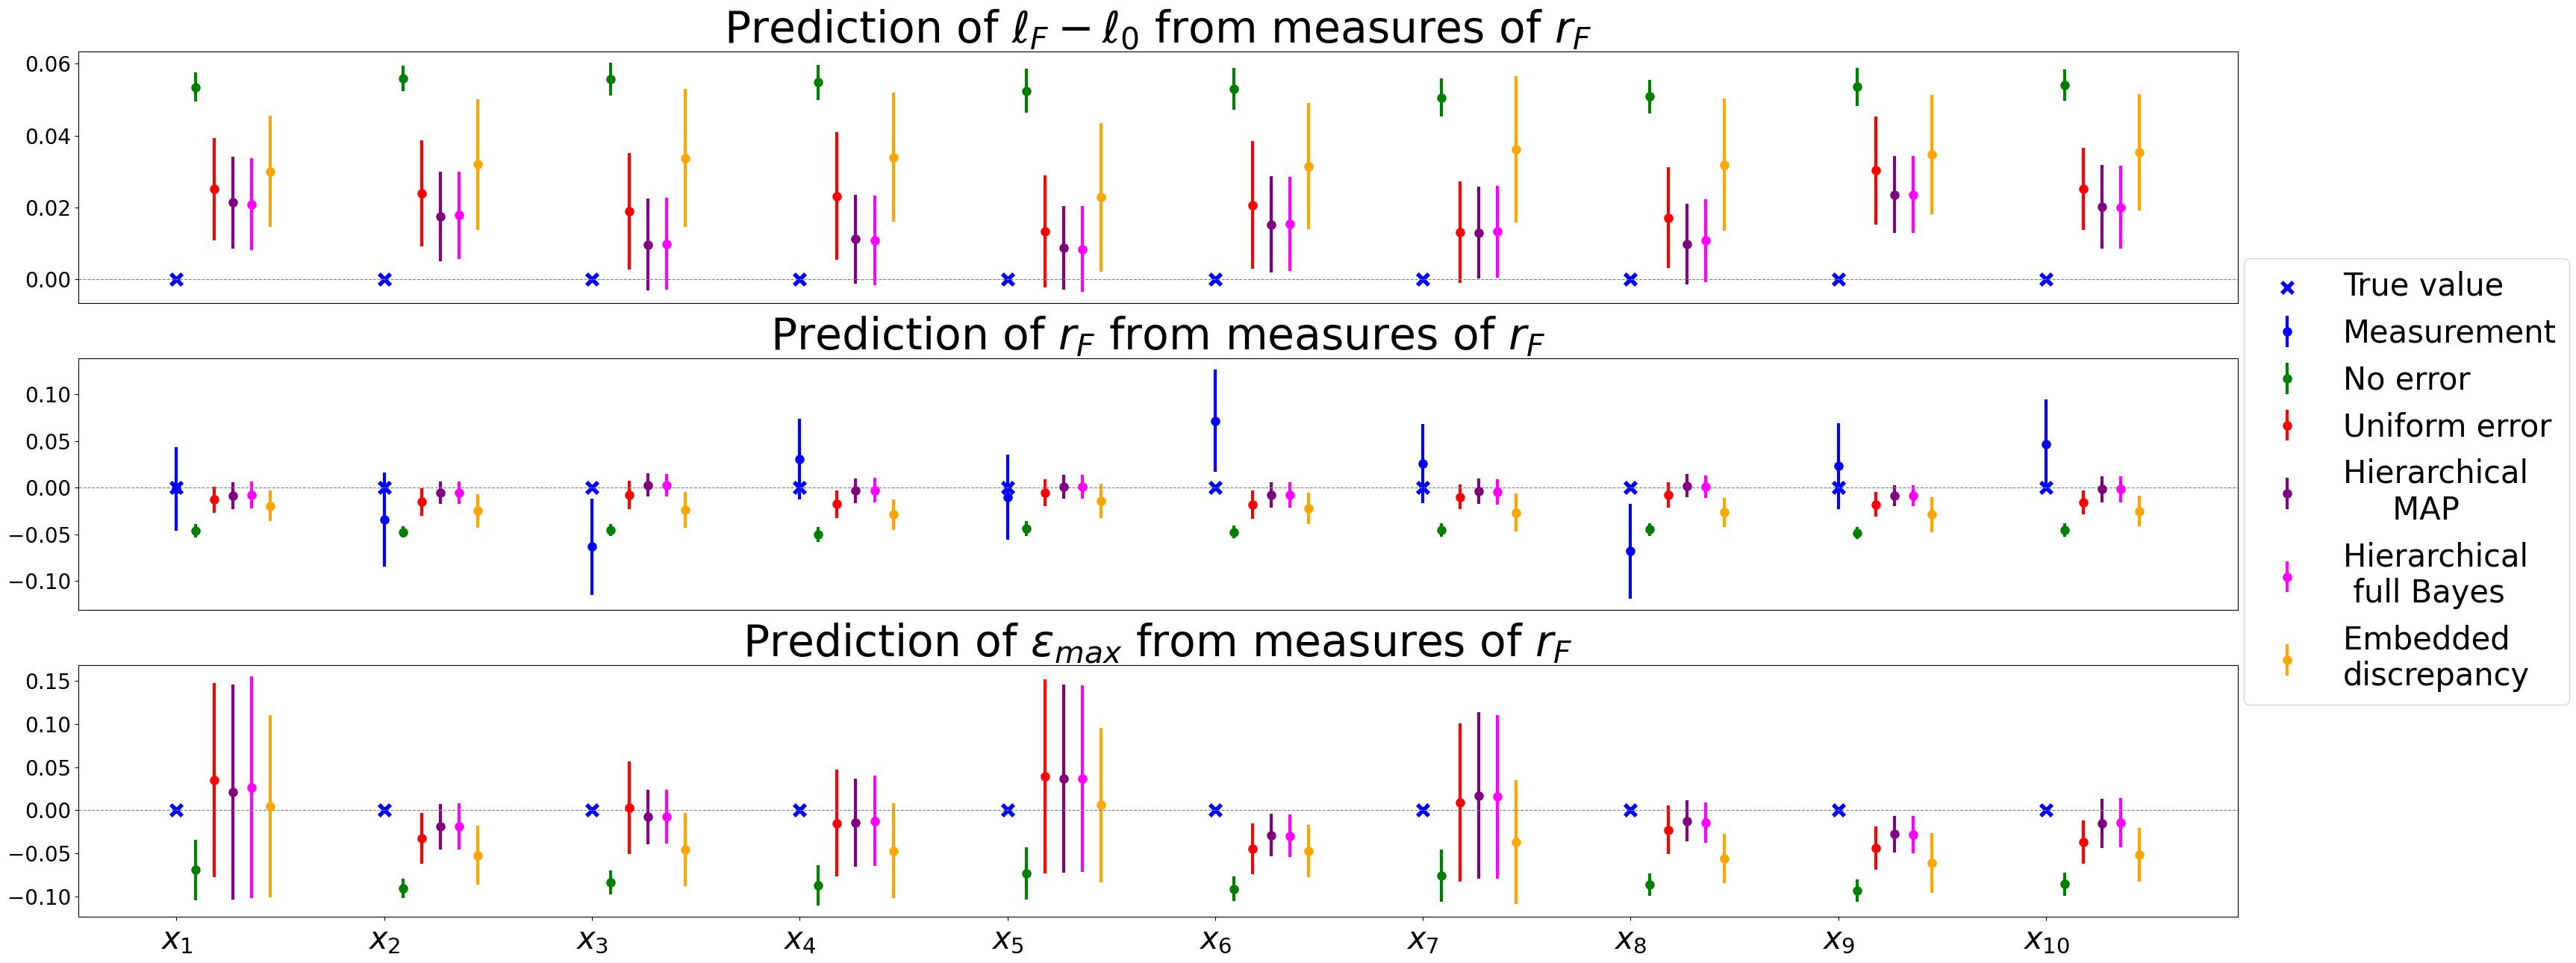 Prediction of ℓ_F − ℓ_0 from measures of r_F
0.06
0.04
0.02
0.00
Prediction of r_F from measures of r_F
0.10
0.05
0.00
−0.05
−0.10
Prediction of ε_max from measures of r_F
0.15
0.10
0.05
0.00
−0.05
−0.10
x_1 x_2 x_3 x_4 x_5 x_6 x_7 x_8 x_9 x_10
True value
Measurement
No error
Uniform error
Hierarchical
MAP
Hierarchical
full Bayes
Embedded
discrepancy